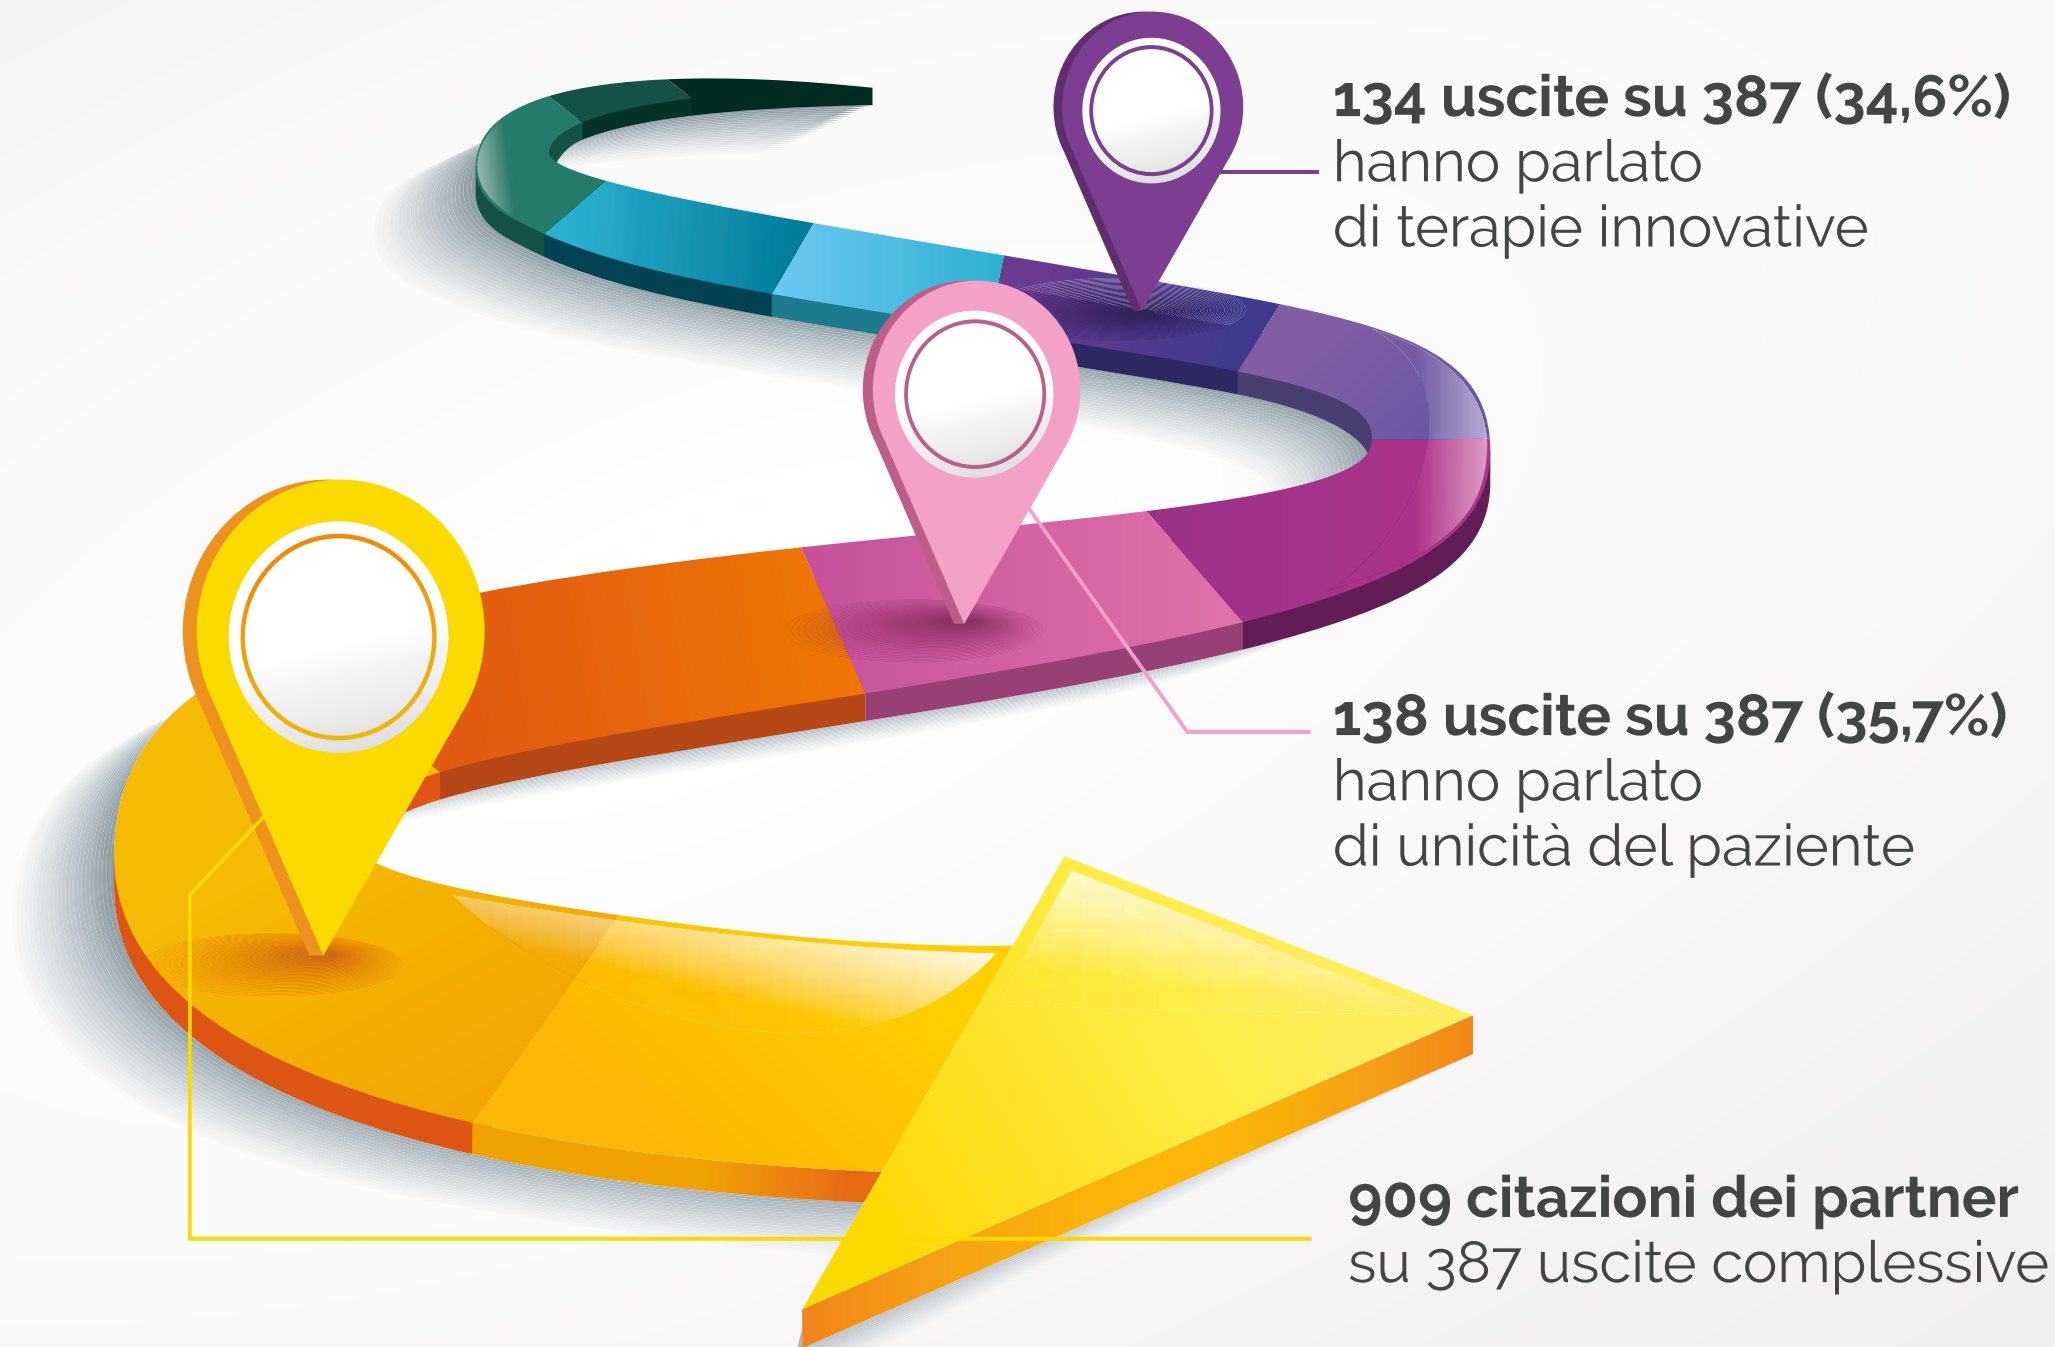 134 uscite su 387 (34,6%)
hanno parlato
di terapie innovative
138 uscite su 387 (35,7%)
hanno parlato
di unicità del paziente
909 citazioni dei partner
su 387 uscite complessive